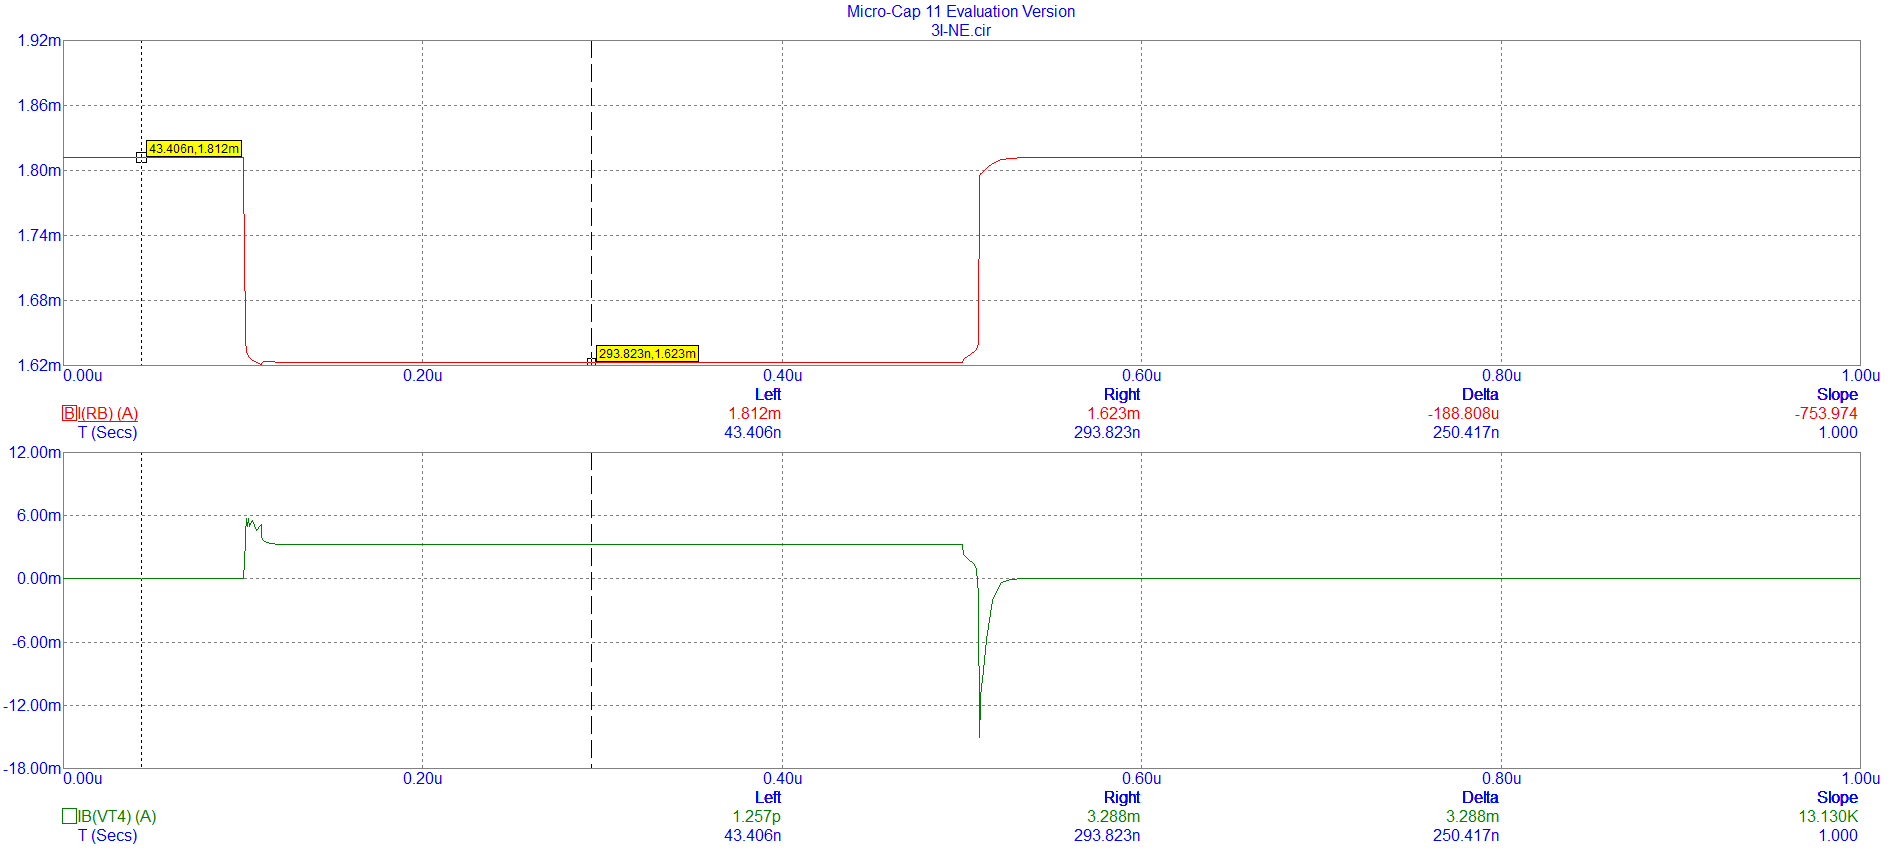 Micro-Cap 11 Evaluation Version
3I-NE.cir
1.92m
1.86m
1.80m
1.74m
1.68m
1.62m
43.406n,1.812m
293.823n,1.623m
0.00u 0.20u 0.40u 0.60u 0.80u 1.00u
Left Right Delta Slope
B I(RB) (A) 1.812m 1.623m -188.808u -753.974
T (Secs) 43.406n 293.823n 250.417n 1.000
12.00m
6.00m
0.00m
-6.00m
-12.00m
-18.00m
0.00u 0.20u 0.40u 0.60u 0.80u 1.00u
Left Right Delta Slope
IB(VT4) (A) 1.257p 3.288m 3.288m 13.130K
T (Secs) 43.406n 293.823n 250.417n 1.000